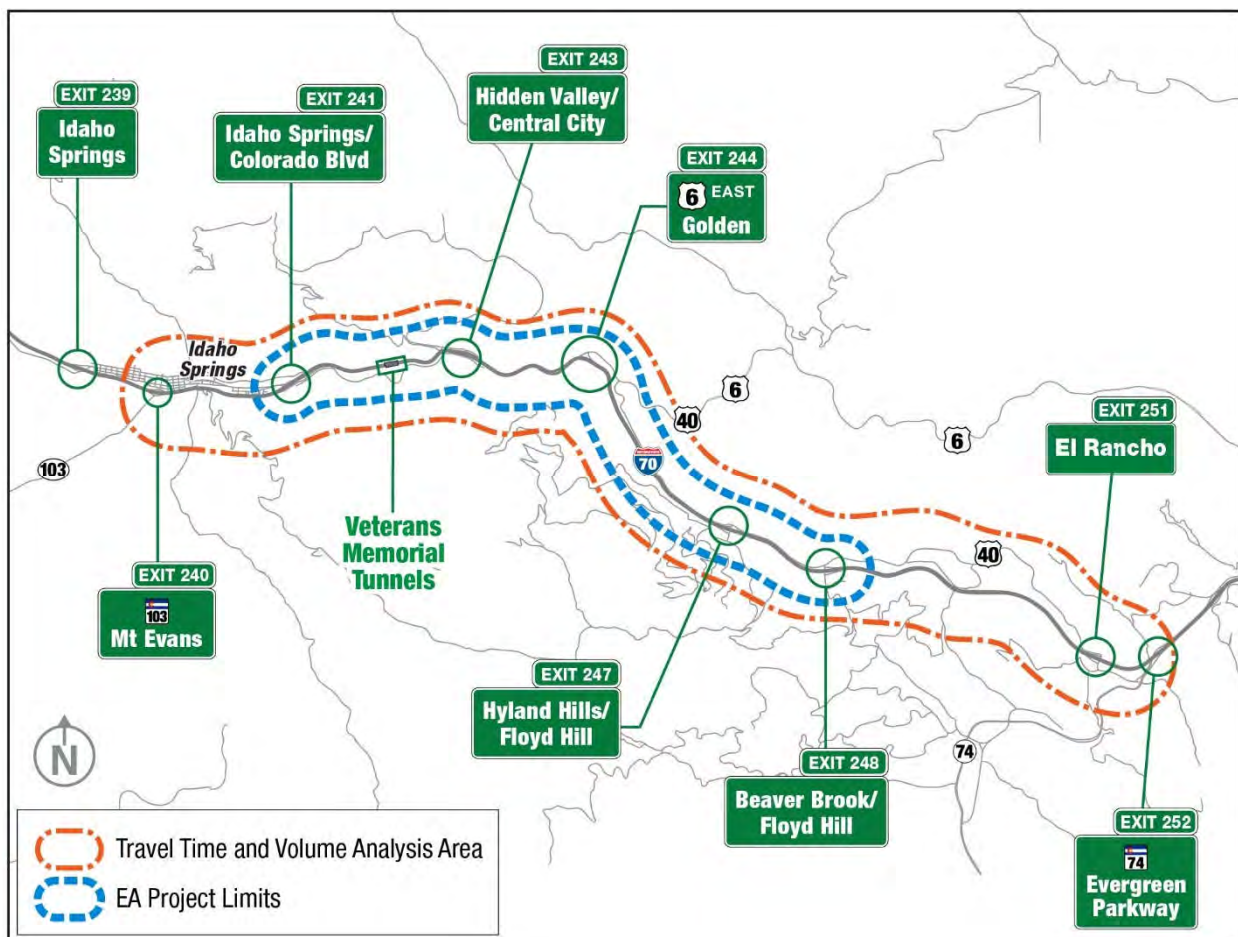 EXIT 239
Idaho
Springs
EXIT 241
Idaho Springs/
Colorado Blvd
EXIT 243
Hidden Valley/
Central City
EXIT 244
6 EAST
Golden
Idaho
Springs
103
EXIT 240
103
Mt Evans
Veterans
Memorial
Tunnels
40
6
6
70
EXIT 251
El Rancho
40
EXIT 247
Hyland Hills/
Floyd Hill
EXIT 248
Beaver Brook/
Floyd Hill
74
EXIT 252
74
Evergreen
Parkway
N
Travel Time and Volume Analysis Area
EA Project Limits